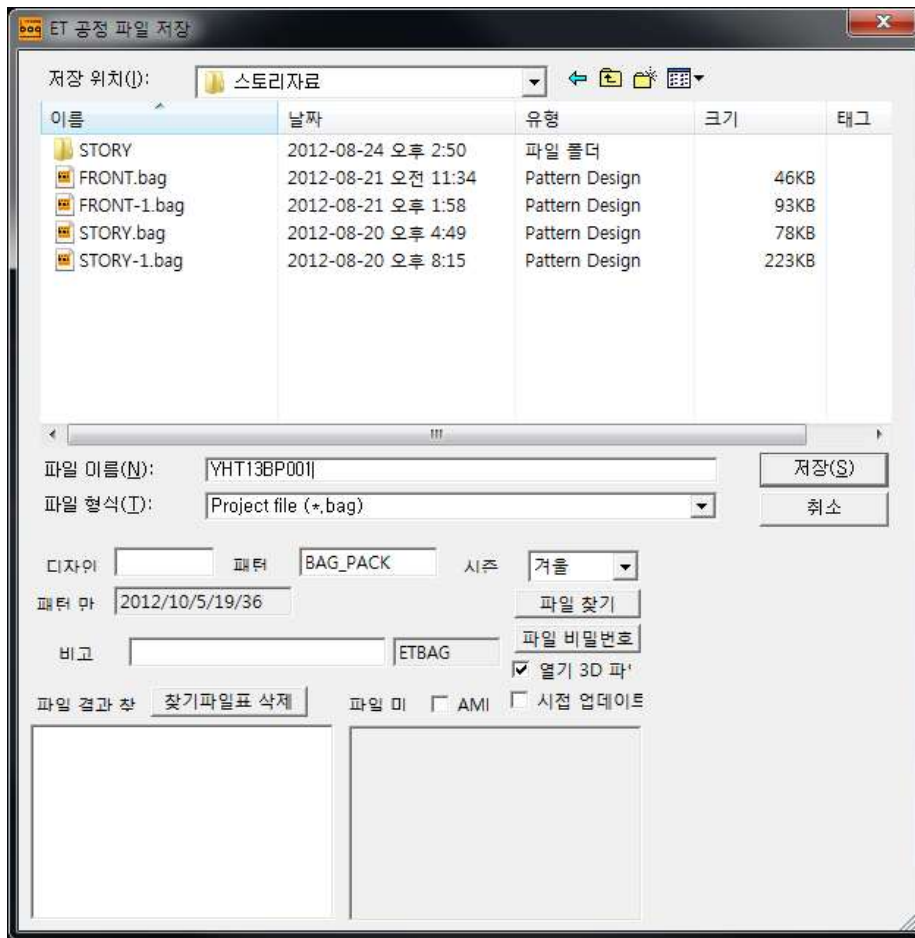 bag ET 공정 파일 저장
저장 위치(I): 스토리자료
이름 날짜 유형 크기 태그
STORY 2012-08-24 오후 2:50 파일 폴더
FRONT.bag 2012-08-21 오전 11:34 Pattern Design 46KB
FRONT-1.bag 2012-08-21 오후 1:58 Pattern Design 93KB
STORY.bag 2012-08-20 오후 4:49 Pattern Design 78KB
STORY-1.bag 2012-08-20 오후 8:15 Pattern Design 223KB
파일 이름(N): YHT13BP001 저장(S)
파일 형식(T): Project file (*.bag) 취소
디자인 패턴 BAG_PACK 시즌 겨울
패턴 만 2012/10/5/19/36 파일 찾기
비고 ETBAG 파일 비밀번호
열기 3D 파
파일 결과 창 찾기파일표 삭제 파일 미 AMI 시접 업데이트